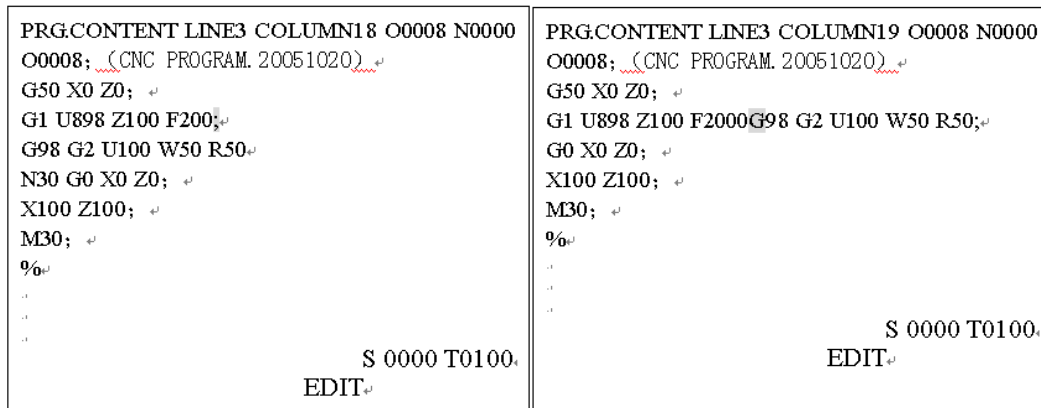 PRG.CONTENT LINE3 COLUMN18 O0008 N0000
O0008; (CNC PROGRAM. 20051020)
G50 X0 Z0;
G1 U898 Z100 F200;
G98 G2 U100 W50 R50
N30 G0 X0 Z0;
X100 Z100;
M30;
%
S 0000 T0100
EDIT
PRG.CONTENT LINE3 COLUMN19 O0008 N0000
O0008; (CNC PROGRAM. 20051020)
G50 X0 Z0;
G1 U898 Z100 F2000G98 G2 U100 W50 R50;
G0 X0 Z0;
X100 Z100;
M30;
%
S 0000 T0100
EDIT